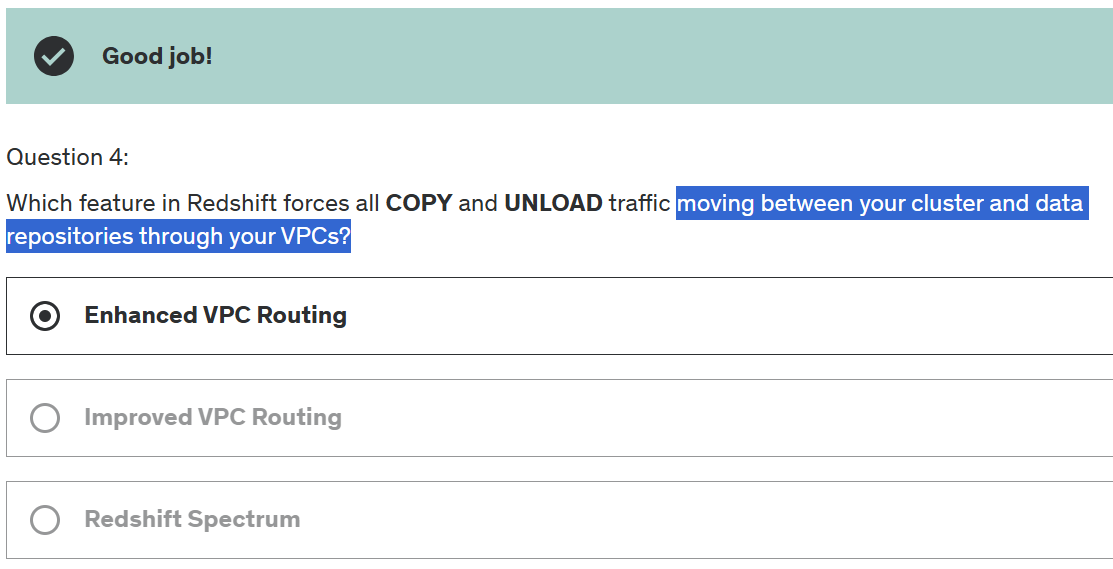 Good job!
Question 4:
Which feature in Redshift forces all COPY and UNLOAD traffic moving between your cluster and data
repositories through your VPCs?
Enhanced VPC Routing
Improved VPC Routing
Redshift Spectrum